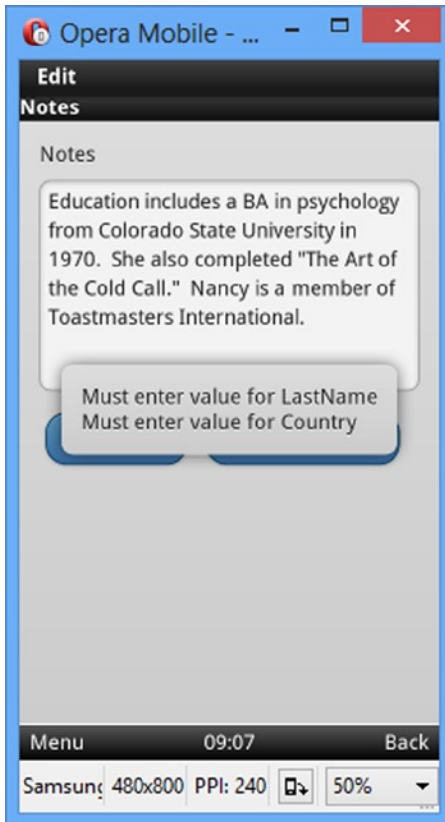 Opera Mobile - ...
Edit
Notes
Notes
Education includes a BA in psychology
from Colorado State University in
1970.  She also completed "The Art of
the Cold Call."  Nancy is a member of
Toastmasters International.
Must enter value for LastName
Must enter value for Country
Menu 09:07 Back
Samsung 480x800 PPI: 240 50%